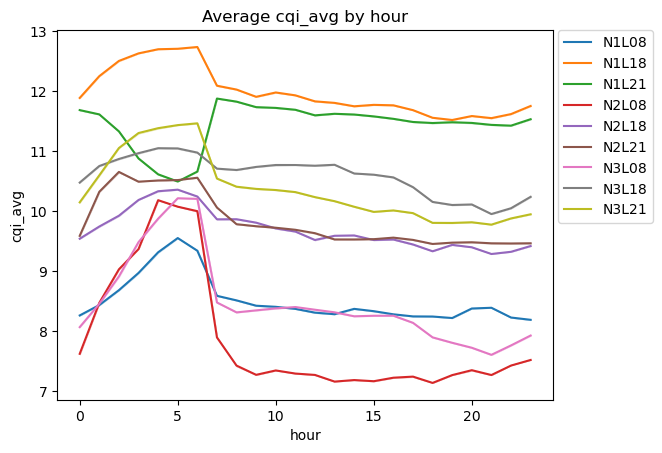 Average cqi_avg by hour
cqi_avg
13
12
11
10
9
8
7
0
5
10
15
20
hour
N1L08
N1L18
N1L21
N2L08
N2L18
N2L21
N3L08
N3L18
N3L21